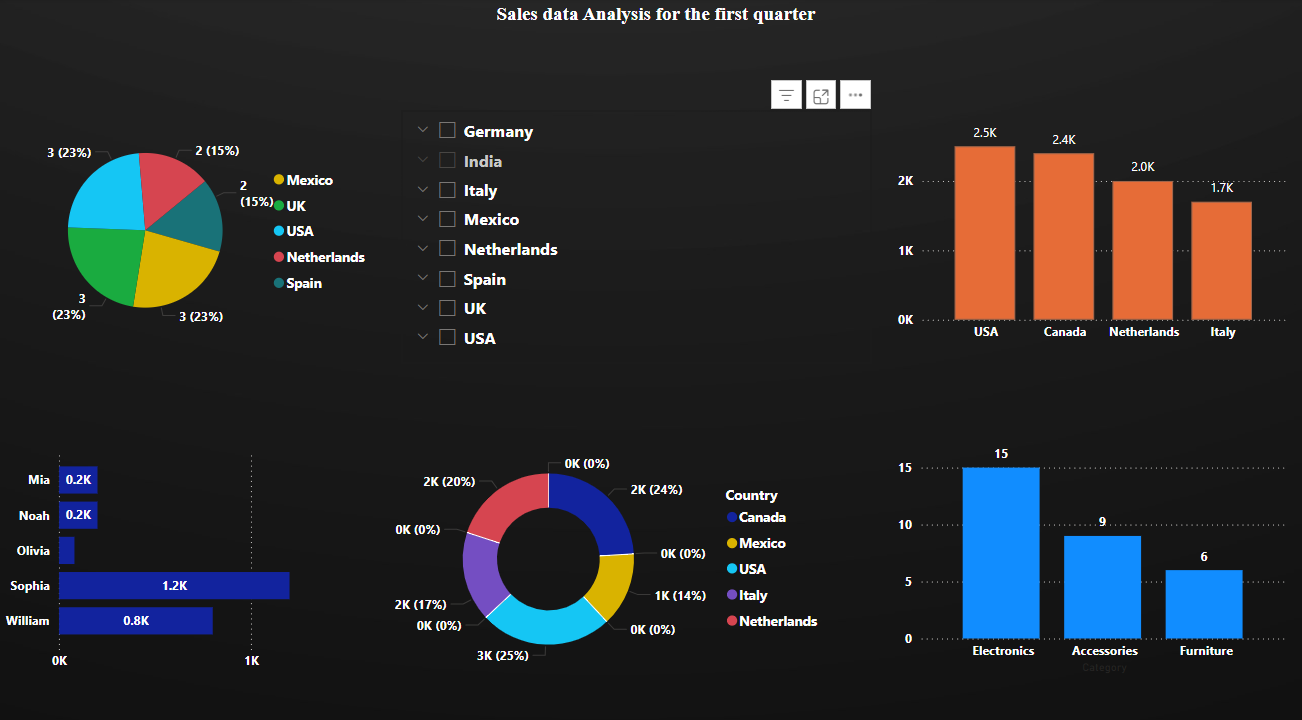 Sales data Analysis for the first quarter
3 (23%)
2 (15%)
2
(15%)
3
(23%)
3 (23%)
Mexico
UK
USA
Netherlands
Spain
Germany
India
Italy
Mexico
Netherlands
Spain
UK
USA
2.5K
2.4K
2.0K
1.7K
2K
1K
0K
USA Canada Netherlands Italy
Mia 0.2K
Noah 0.2K
Olivia
Sophia 1.2K
William 0.8K
0K 1K
0K (0%)
2K (20%)
2K (24%)
0K (0%)
0K (0%)
1K (14%)
2K (17%)
0K (0%)
0K (0%)
3K (25%)
Country
Canada
Mexico
USA
Italy
Netherlands
15
9
6
15
10
5
0
Electronics Accessories Furniture
Category